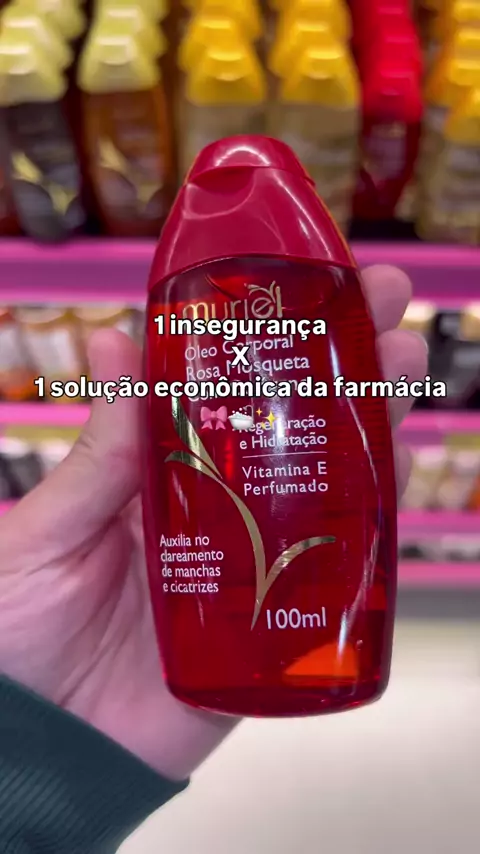 muriel
1 insegurança
Óleo Corporal
X
Rosa Mosqueta
1 solução econômica da farmácia
e Hidratação
Vitamina E
Perfumado
Auxilia no
clareamento
de manchas
e cicatrizes
100ml